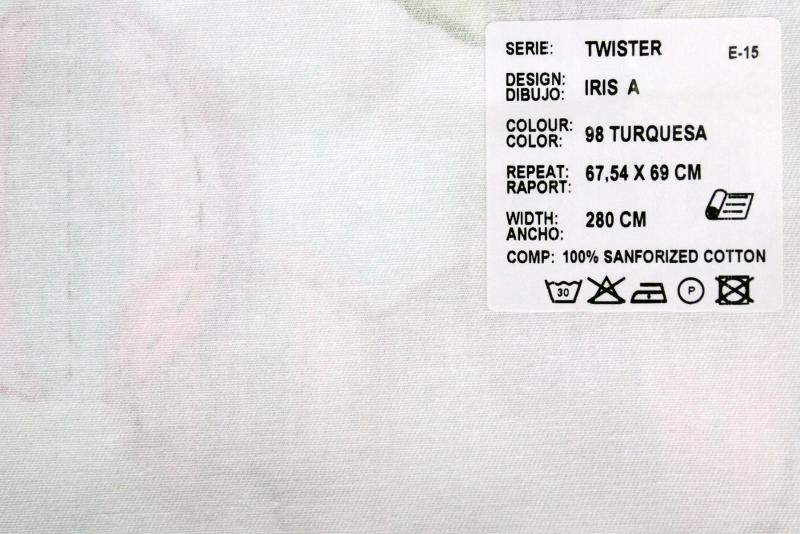 SERIE: TWISTER E-15
DESIGN:
DIBUJO: IRIS A
COLOUR:
COLOR: 98 TURQUESA
REPEAT: 67,54 X 69 CM
RAPORT:
WIDTH: 280 CM
ANCHO:
COMP: 100% SANFORIZED COTTON
30 P